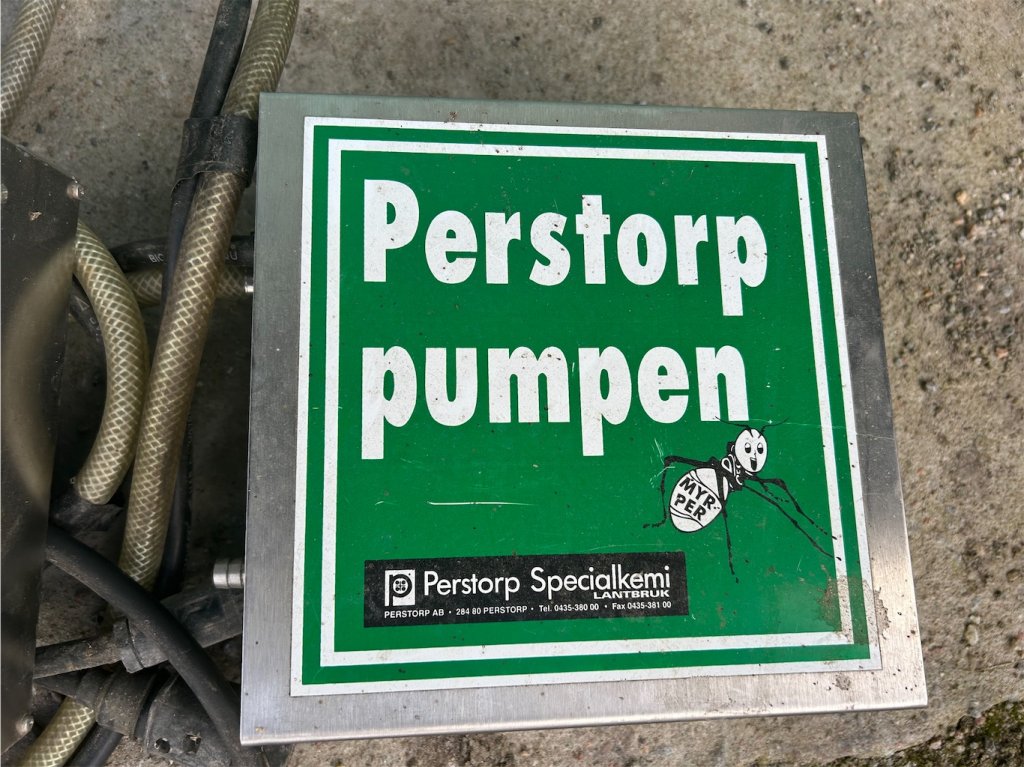 Perstorp
pumpen
MYR-
PER
Perstorp Specialkemi
LANTBRUK
PERSTORP AB • 284 80 PERSTORP • Tel. 0435-380 00 • Fax 0435-381 00